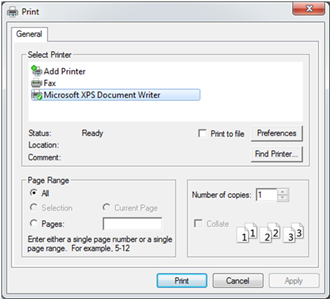 Print
General
Select Printer
Add Printer
Fax
Microsoft XPS Document Writer
Status: Ready
Print to file
Preferences
Location:
Comment:
Find Printer...
Page Range
All
Selection
Current Page
Pages:
Enter either a single page number or a single
page range. For example, 5-12
Number of copies: 1
Collate
1 1 2 2 3 3
Print
Cancel
Apply